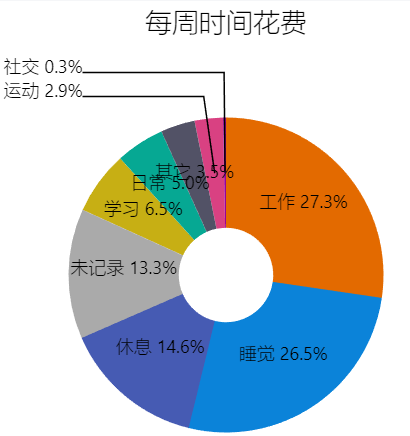 每周时间花费
社交 0.3%
运动 2.9%
其它 3.5%
日常 5.0%
工作 27.3%
学习 6.5%
未记录 13.3%
休息 14.6%
睡觉 26.5%